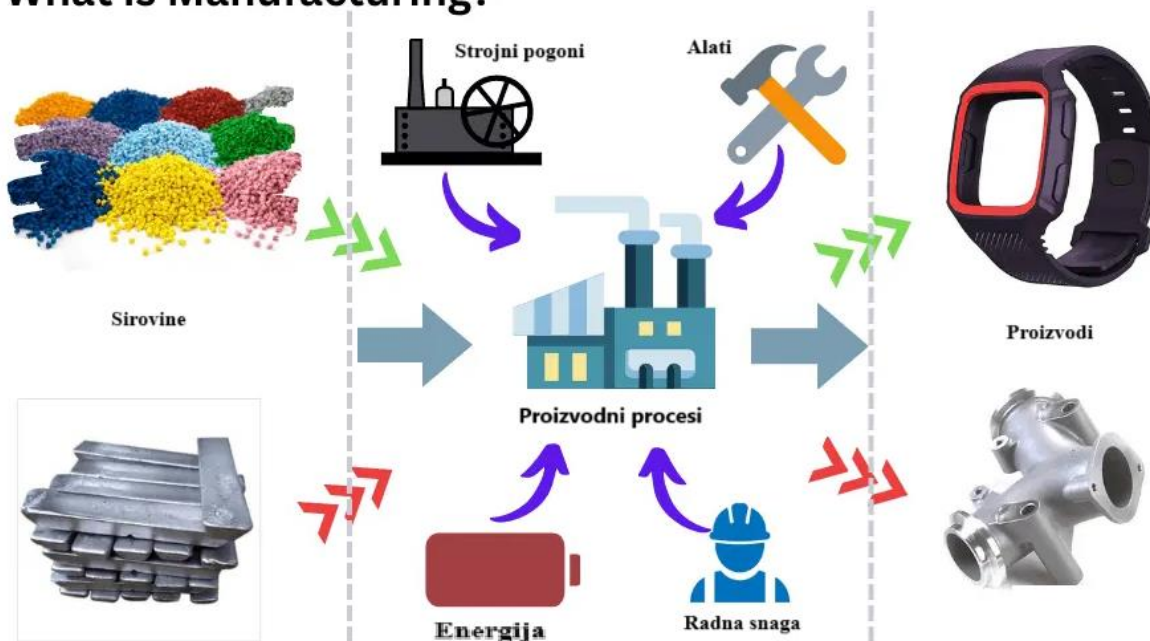 What is Manufacturing?
Strojni pogoni
Alati
Sirovine
Proizvodi
Proizvodni procesi
Energija
Radna snaga